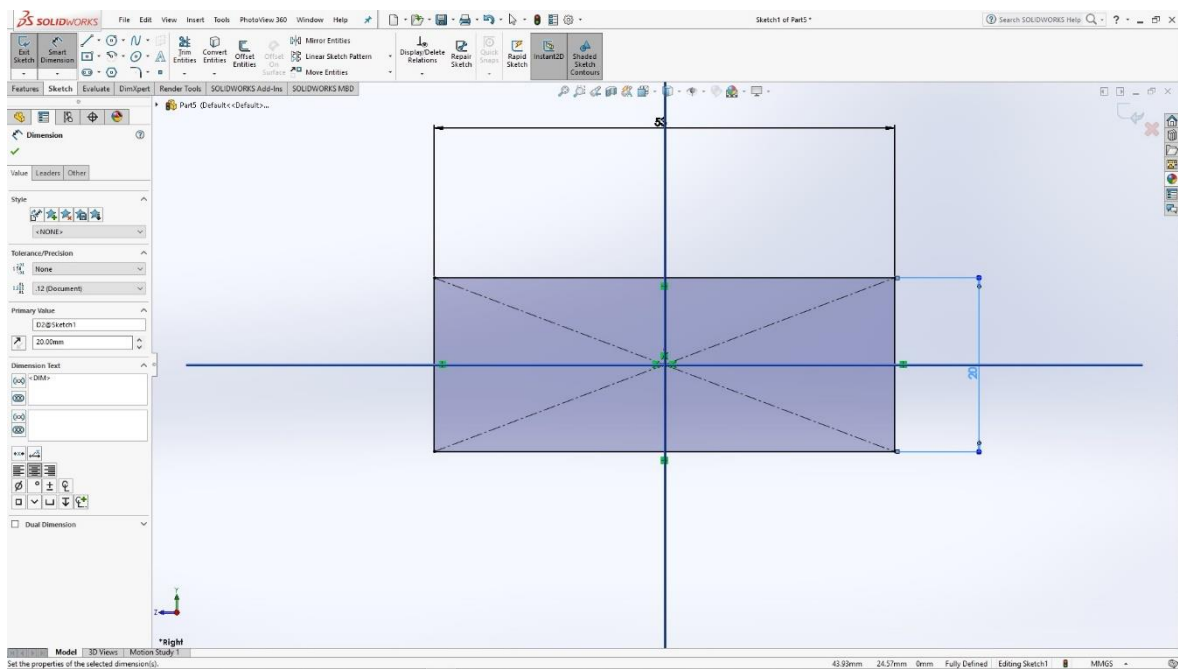 SOLIDWORKS File Edit View Insert Tools PhotoView 360 Window Help Sketch1 of Part5 * Search SOLIDWORKS Help
Exit Sketch Smart Dimension Trim Entities Convert Entities Offset Entities Offset On Surface Mirror Entities Linear Sketch Pattern More Entities Display/Delete Relations Repair Sketch Quick Snaps Rapid Sketch Instant2D Shaded Sketch Contours
Features Sketch Evaluate DimXpert Render Tools SOLIDWORKS Add-Ins SOLIDWORKS MBD
Part5 (Default<<Default>...
Dimension
Value Leaders Other
Style
<NONE>
Tolerance/Precision
None
.12 (Document)
Primary Value
D2@Sketch1
20.00mm
Dimension Text
<DIM>
Dual Dimension
53
20
Y
Z
*Right
Model 3D Views Motion Study 1
Set the properties of the selected dimension(s). 43.93mm 24.57mm 0mm Fully Defined Editing Sketch1 MMGS